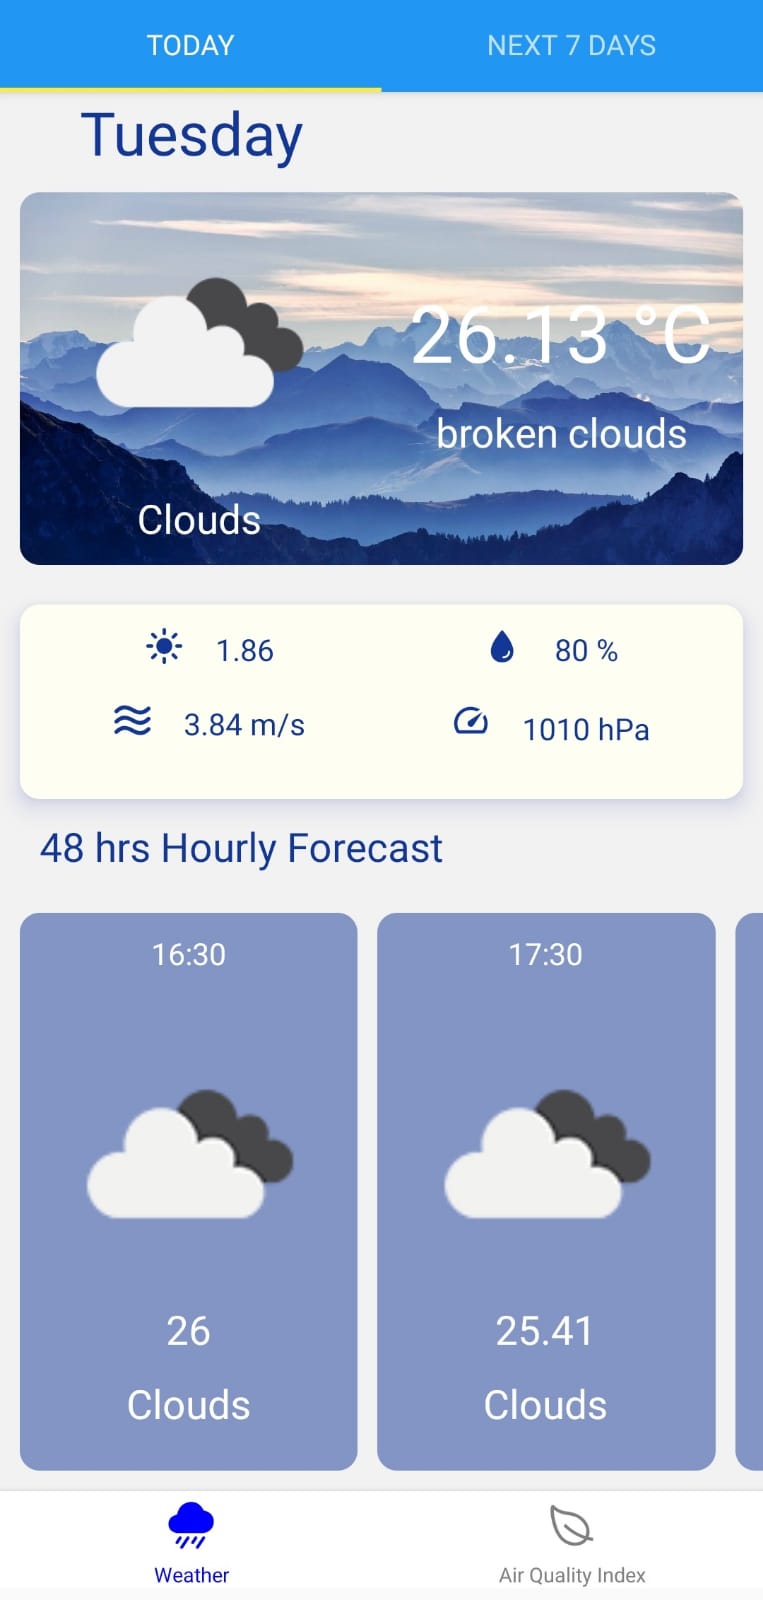 TODAY
NEXT 7 DAYS
Tuesday
26.13 °C
broken clouds
Clouds
1.86
80 %
3.84 m/s
1010 hPa
48 hrs Hourly Forecast
16:30
17:30
26
25.41
Clouds
Clouds
Weather
Air Quality Index